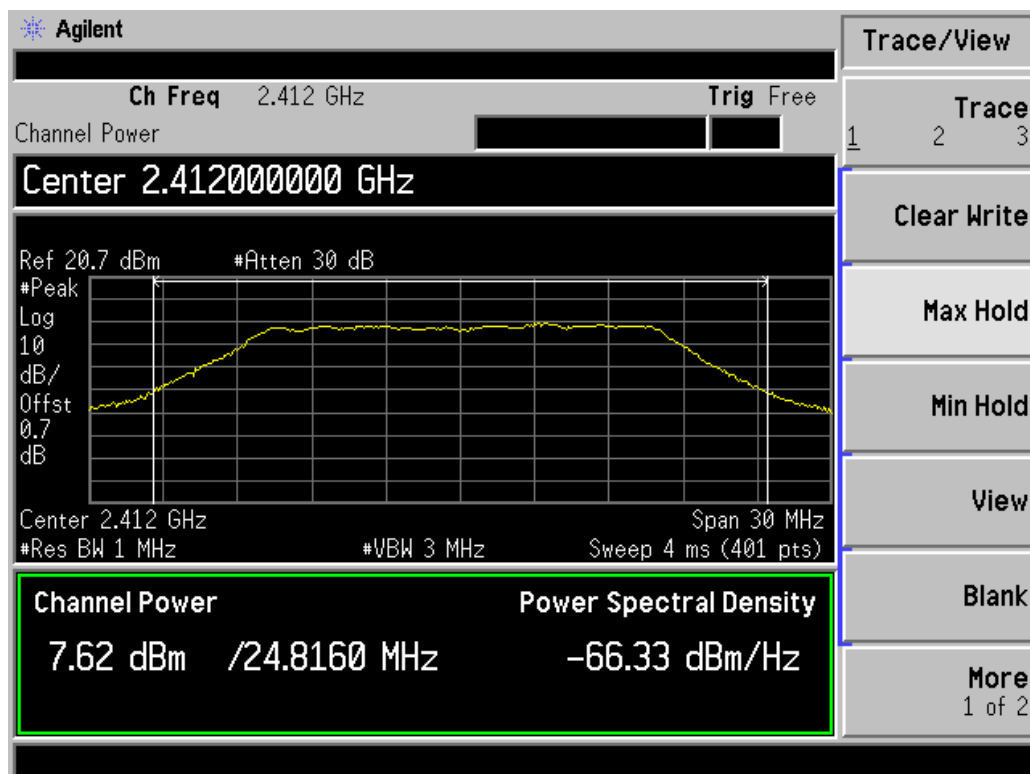 Agilent
Ch Freq 2.412 GHz Trig Free
Channel Power
Center 2.412000000 GHz
Ref 20.7 dBm #Atten 30 dB
#Peak
Log
10
dB/
Offst
0.7
dB
Center 2.412 GHz Span 30 MHz
#Res BW 1 MHz #VBW 3 MHz Sweep 4 ms (401 pts)
Channel Power Power Spectral Density
7.62 dBm /24.8160 MHz -66.33 dBm/Hz
Trace/View
Trace
1 2 3
Clear Write
Max Hold
Min Hold
View
Blank
More
1 of 2